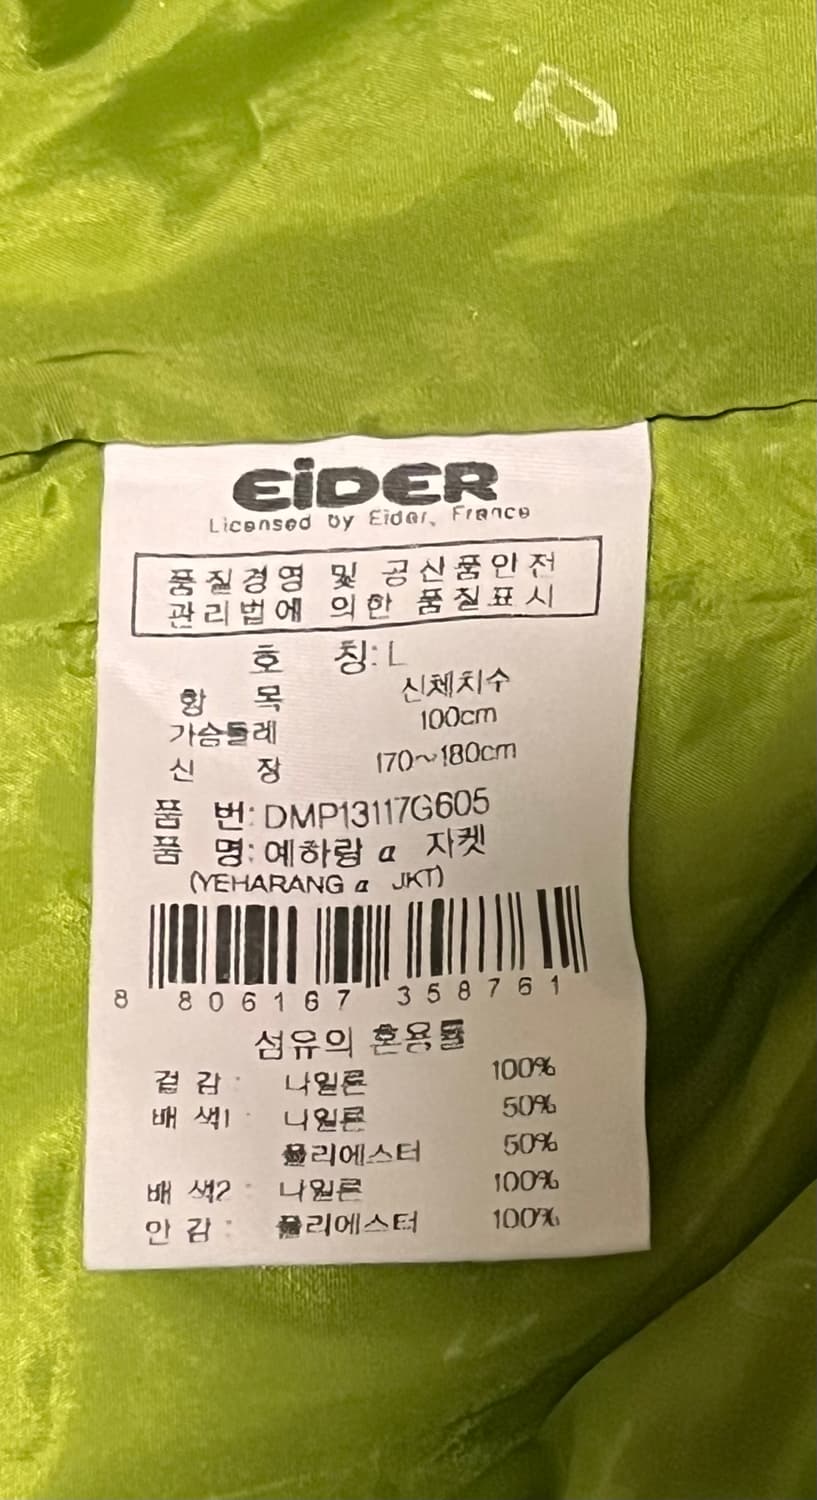 R
EiDER
Licensed by Eider, France
품질경영 및 공산품안전
관리법에 의한 품질표시
호 칭: L
항 목 신체치수
가슴둘레 100cm
신 장 170~180cm
품 번: DMP13117G605
품 명: 예하랑 α 자켓
(YEHARANG α JKT)
8 806167 358761
섬유의 혼용률
겉 감 : 나일론 100%
배 색1 : 나일론 50%
폴리에스터 50%
배 색2 : 나일론 100%
안 감 : 폴리에스터 100%